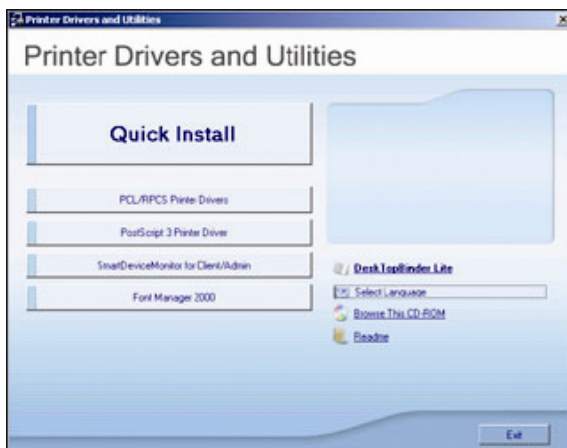 Printer Drivers and Utilities
Printer Drivers and Utilities
Quick Install
PCL/RPCS Printer Drivers
PostScript 3 Printer Driver
SmartDeviceMonitor for Client/Admin
Font Manager 2000
DeskTopBinder Lite
Select Language
Browse This CD-ROM
Readme
Exit